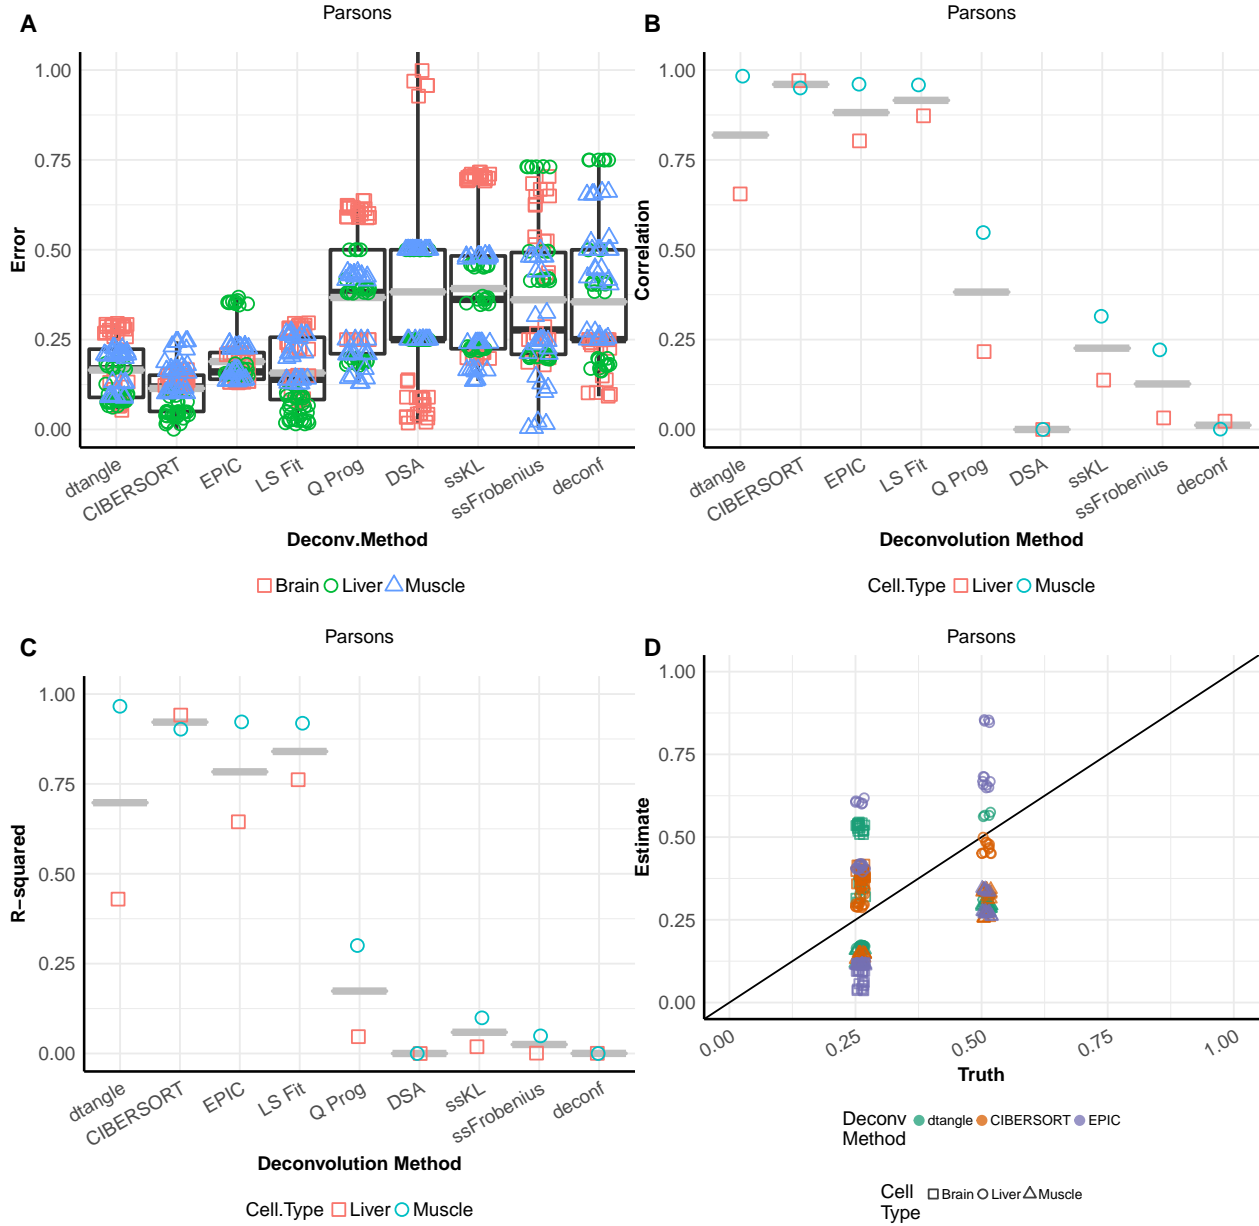 A
Parsons
Error
1.00
0.75
0.50
0.25
0.00
dtangle
CIBERSORT
EPIC
LS Fit
Q Prog
DSA
ssKL
ssFrobenius
deconf
Deconv.Method
Brain Liver Muscle
B
Parsons
Correlation
1.00
0.75
0.50
0.25
0.00
dtangle
CIBERSORT
EPIC
LS Fit
Q Prog
DSA
ssKL
ssFrobenius
deconf
Deconvolution Method
Cell.Type Liver Muscle
C
Parsons
R-squared
1.00
0.75
0.50
0.25
0.00
dtangle
CIBERSORT
EPIC
LS Fit
Q Prog
DSA
ssKL
ssFrobenius
deconf
Deconvolution Method
Cell.Type Liver Muscle
D
Parsons
Estimate
1.00
0.75
0.50
0.25
0.00
0.00
0.25
0.50
0.75
1.00
Truth
Deconv
Method
dtangle CIBERSORT EPIC
Cell
Type
Brain Liver Muscle